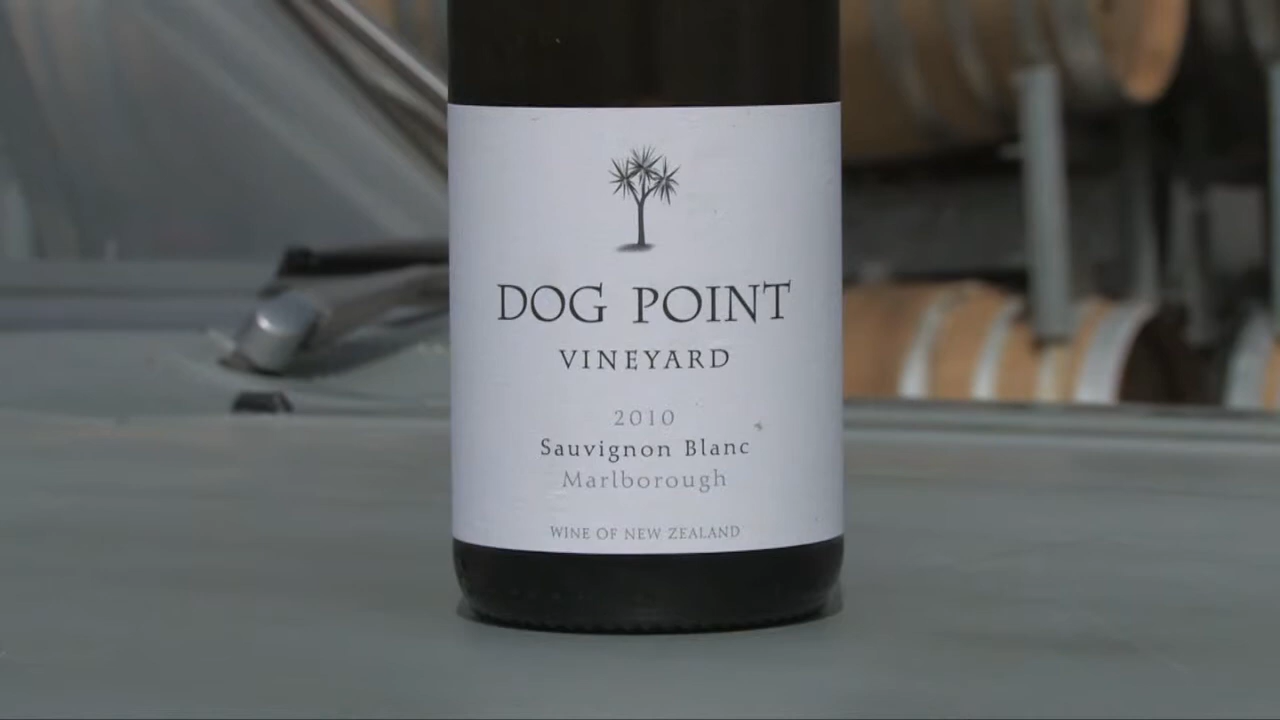 DOG POINT
VINEYARD
2010
Sauvignon Blanc
Marlborough
WINE OF NEW ZEALAND